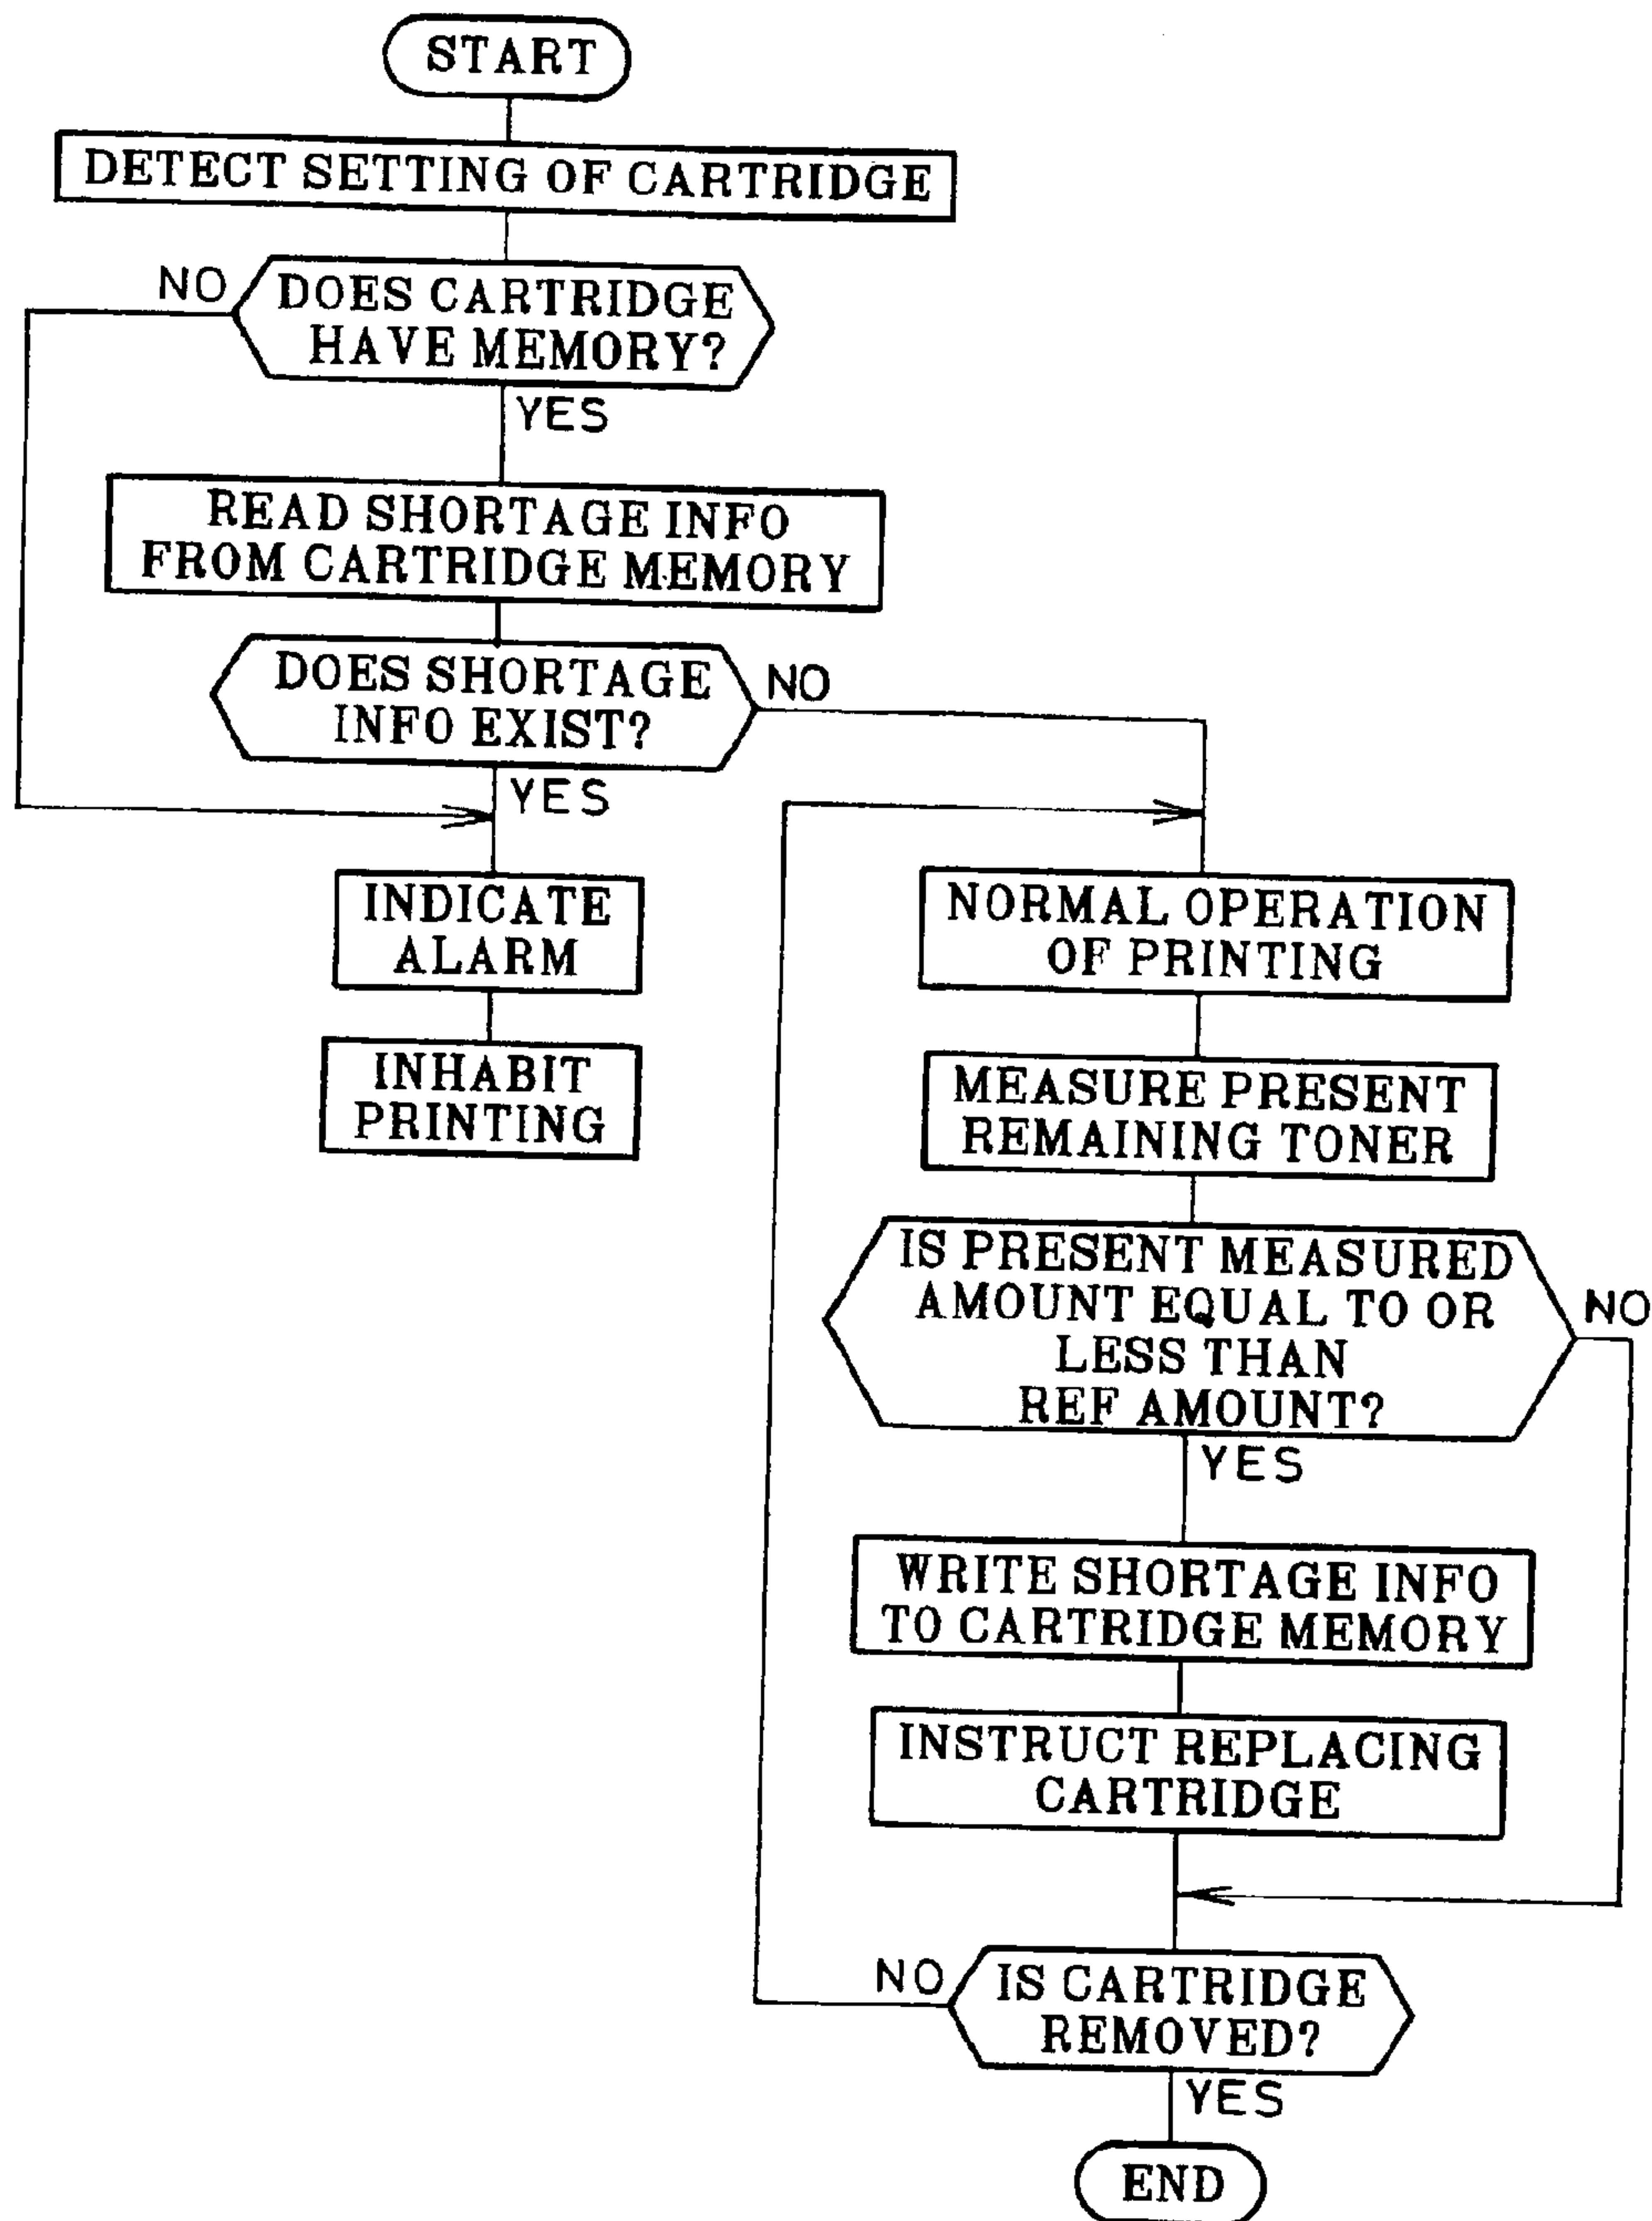 START
DETECT SETTING OF CARTRIDGE
NO
DOES CARTRIDGE
HAVE MEMORY?
YES
READ SHORTAGE INFO
FROM CARTRIDGE MEMORY
DOES SHORTAGE
INFO EXIST?
NO
YES
INDICATE
ALARM
INHABIT
PRINTING
NORMAL OPERATION
OF PRINTING
MEASURE PRESENT
REMAINING TONER
IS PRESENT MEASURED
AMOUNT EQUAL TO OR
LESS THAN
REF AMOUNT?
NO
YES
WRITE SHORTAGE INFO
TO CARTRIDGE MEMORY
INSTRUCT REPLACING
CARTRIDGE
NO
IS CARTRIDGE
REMOVED?
YES
END